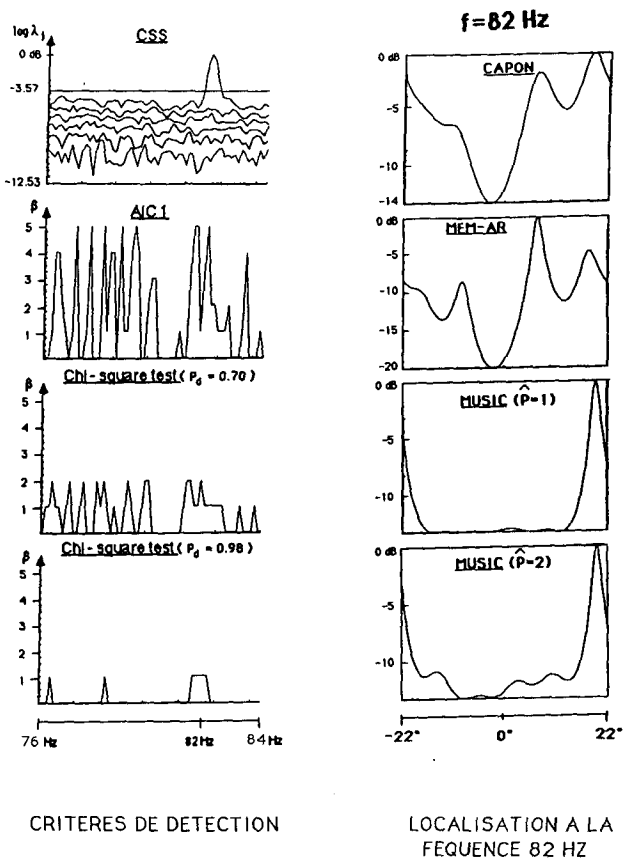 f=82 Hz
log λj
CSS
0 dB
-3.57
-12.53
β
AIC1
5
4
3
2
1
Chi-square test ( Pd = 0.70)
β
5
4
3
2
1
Chi-square test ( Pd = 0.98)
β
5
4
3
2
1
76 Hz
82Hz
84Hz
CRITERES DE DETECTION
0 dB
CAPON
-5
-10
-14
0 dB
MEM-AR
-5
-10
-15
-20
0 dB
MUSIC (P̂=1)
-5
-10
0 dB
MUSIC (P̂=2)
-5
-10
-22°
0°
22°
LOCALISATION A LA
FEQUENCE 82 HZ